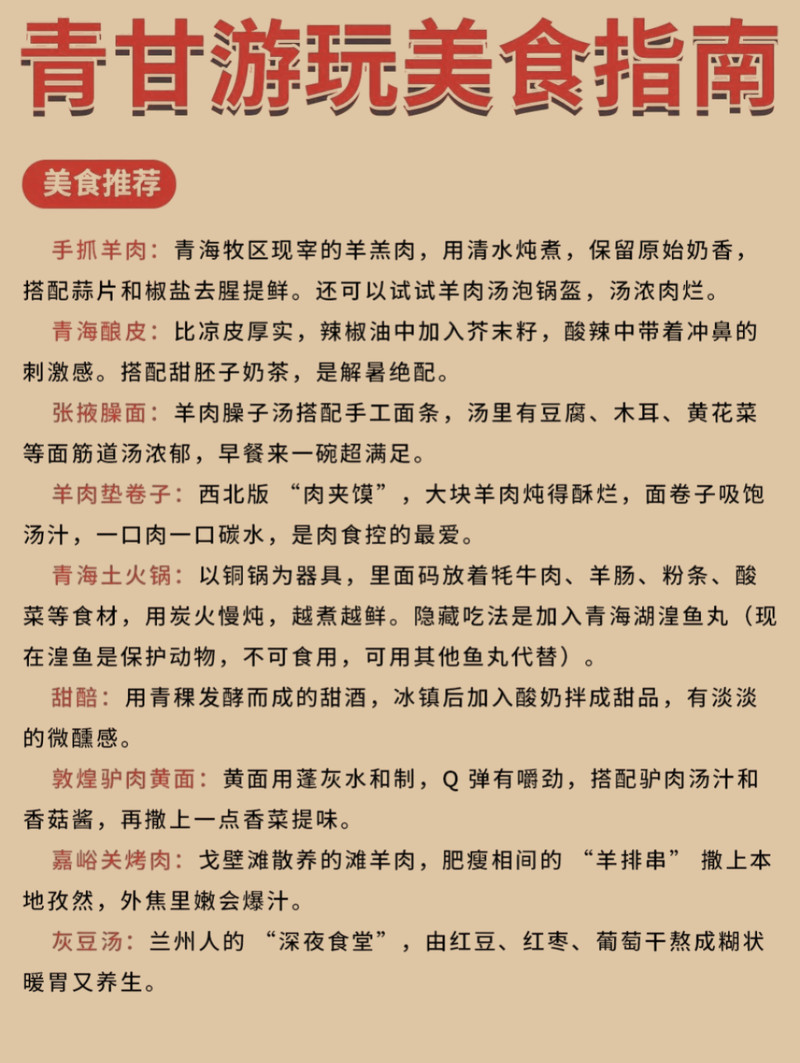 青甘游玩美食指南
美食推荐
手抓羊肉：青海牧区现宰的羊羔肉，用清水炖煮，保留原始奶香，
搭配蒜片和椒盐去腥提鲜。还可以试试羊肉汤泡锅盔，汤浓肉烂。
青海酿皮：比凉皮厚实，辣椒油中加入芥末籽，酸辣中带着冲鼻的
刺激感。搭配甜胚子奶茶，是解暑绝配。
张掖臊面：羊肉臊子汤搭配手工面条，汤里有豆腐、木耳、黄花菜
等面筋道汤浓郁，早餐来一碗超满足。
羊肉垫卷子：西北版“肉夹馍”，大块羊肉炖得酥烂，面卷子吸饱
汤汁，一口肉一口碳水，是肉食控的最爱。
青海土火锅：以铜锅为器具，里面码放着牦牛肉、羊肠、粉条、酸
菜等食材，用炭火慢炖，越煮越鲜。隐藏吃法是加入青海湖湟鱼丸（现
在湟鱼是保护动物，不可食用，可用其他鱼丸代替）。
甜醅：用青稞发酵而成的甜酒，冰镇后加入酸奶拌成甜品，有淡淡
的微醺感。
敦煌驴肉黄面：黄面用蓬灰水和制，Q 弹有嚼劲，搭配驴肉汤汁和
香菇酱，再撒上一点香菜提味。
嘉峪关烤肉：戈壁滩散养的滩羊肉，肥瘦相间的“羊排串” 撒上本
地孜然，外焦里嫩会爆汁。
灰豆汤：兰州人的“深夜食堂”，由红豆、红枣、葡萄干熬成糊状
暖胃又养生。